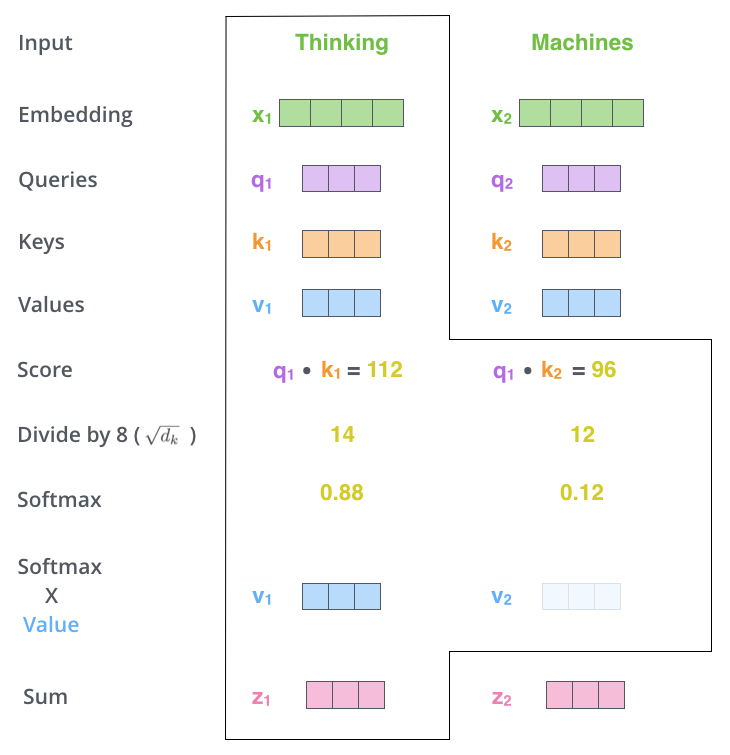 Input Thinking Machines
Embedding x₁ x₂
Queries q₁ q₂
Keys k₁ k₂
Values v₁ v₂
Score q₁ • k₁ = 112 q₁ • k₂ = 96
Divide by 8 ( √dₖ ) 14 12
Softmax 0.88 0.12
Softmax
X v₁ v₂
Value
Sum z₁ z₂